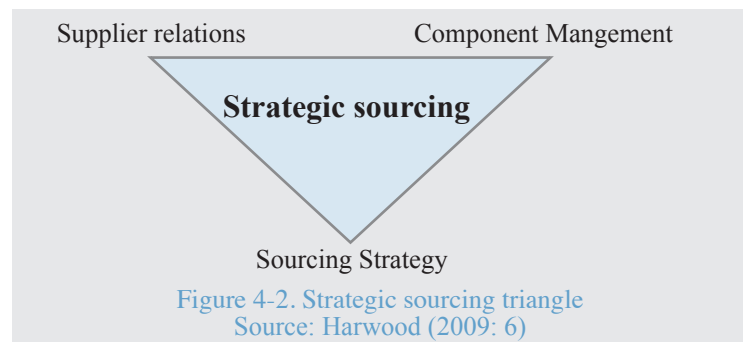 Supplier relations
Component Mangement
Strategic sourcing
Sourcing Strategy
Figure 4-2. Strategic sourcing triangle
Source: Harwood (2009: 6)